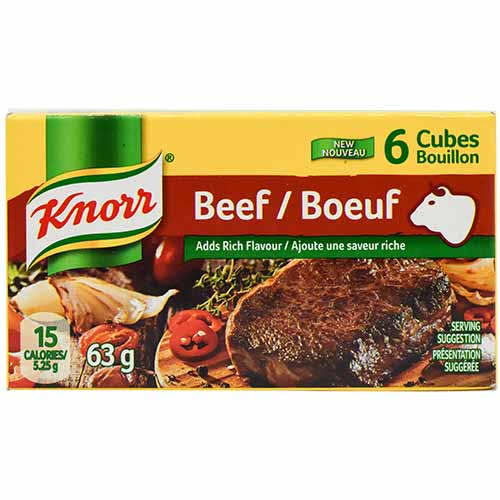 NEW
NOUVEAU
6 Cubes
Bouillon
Knorr®
Beef / Boeuf
Adds Rich Flavour / Ajoute une saveur riche
15
CALORIES/
5.25 g
63 g
SERVING
SUGGESTION
PRÉSENTATION
SUGGÉRÉE